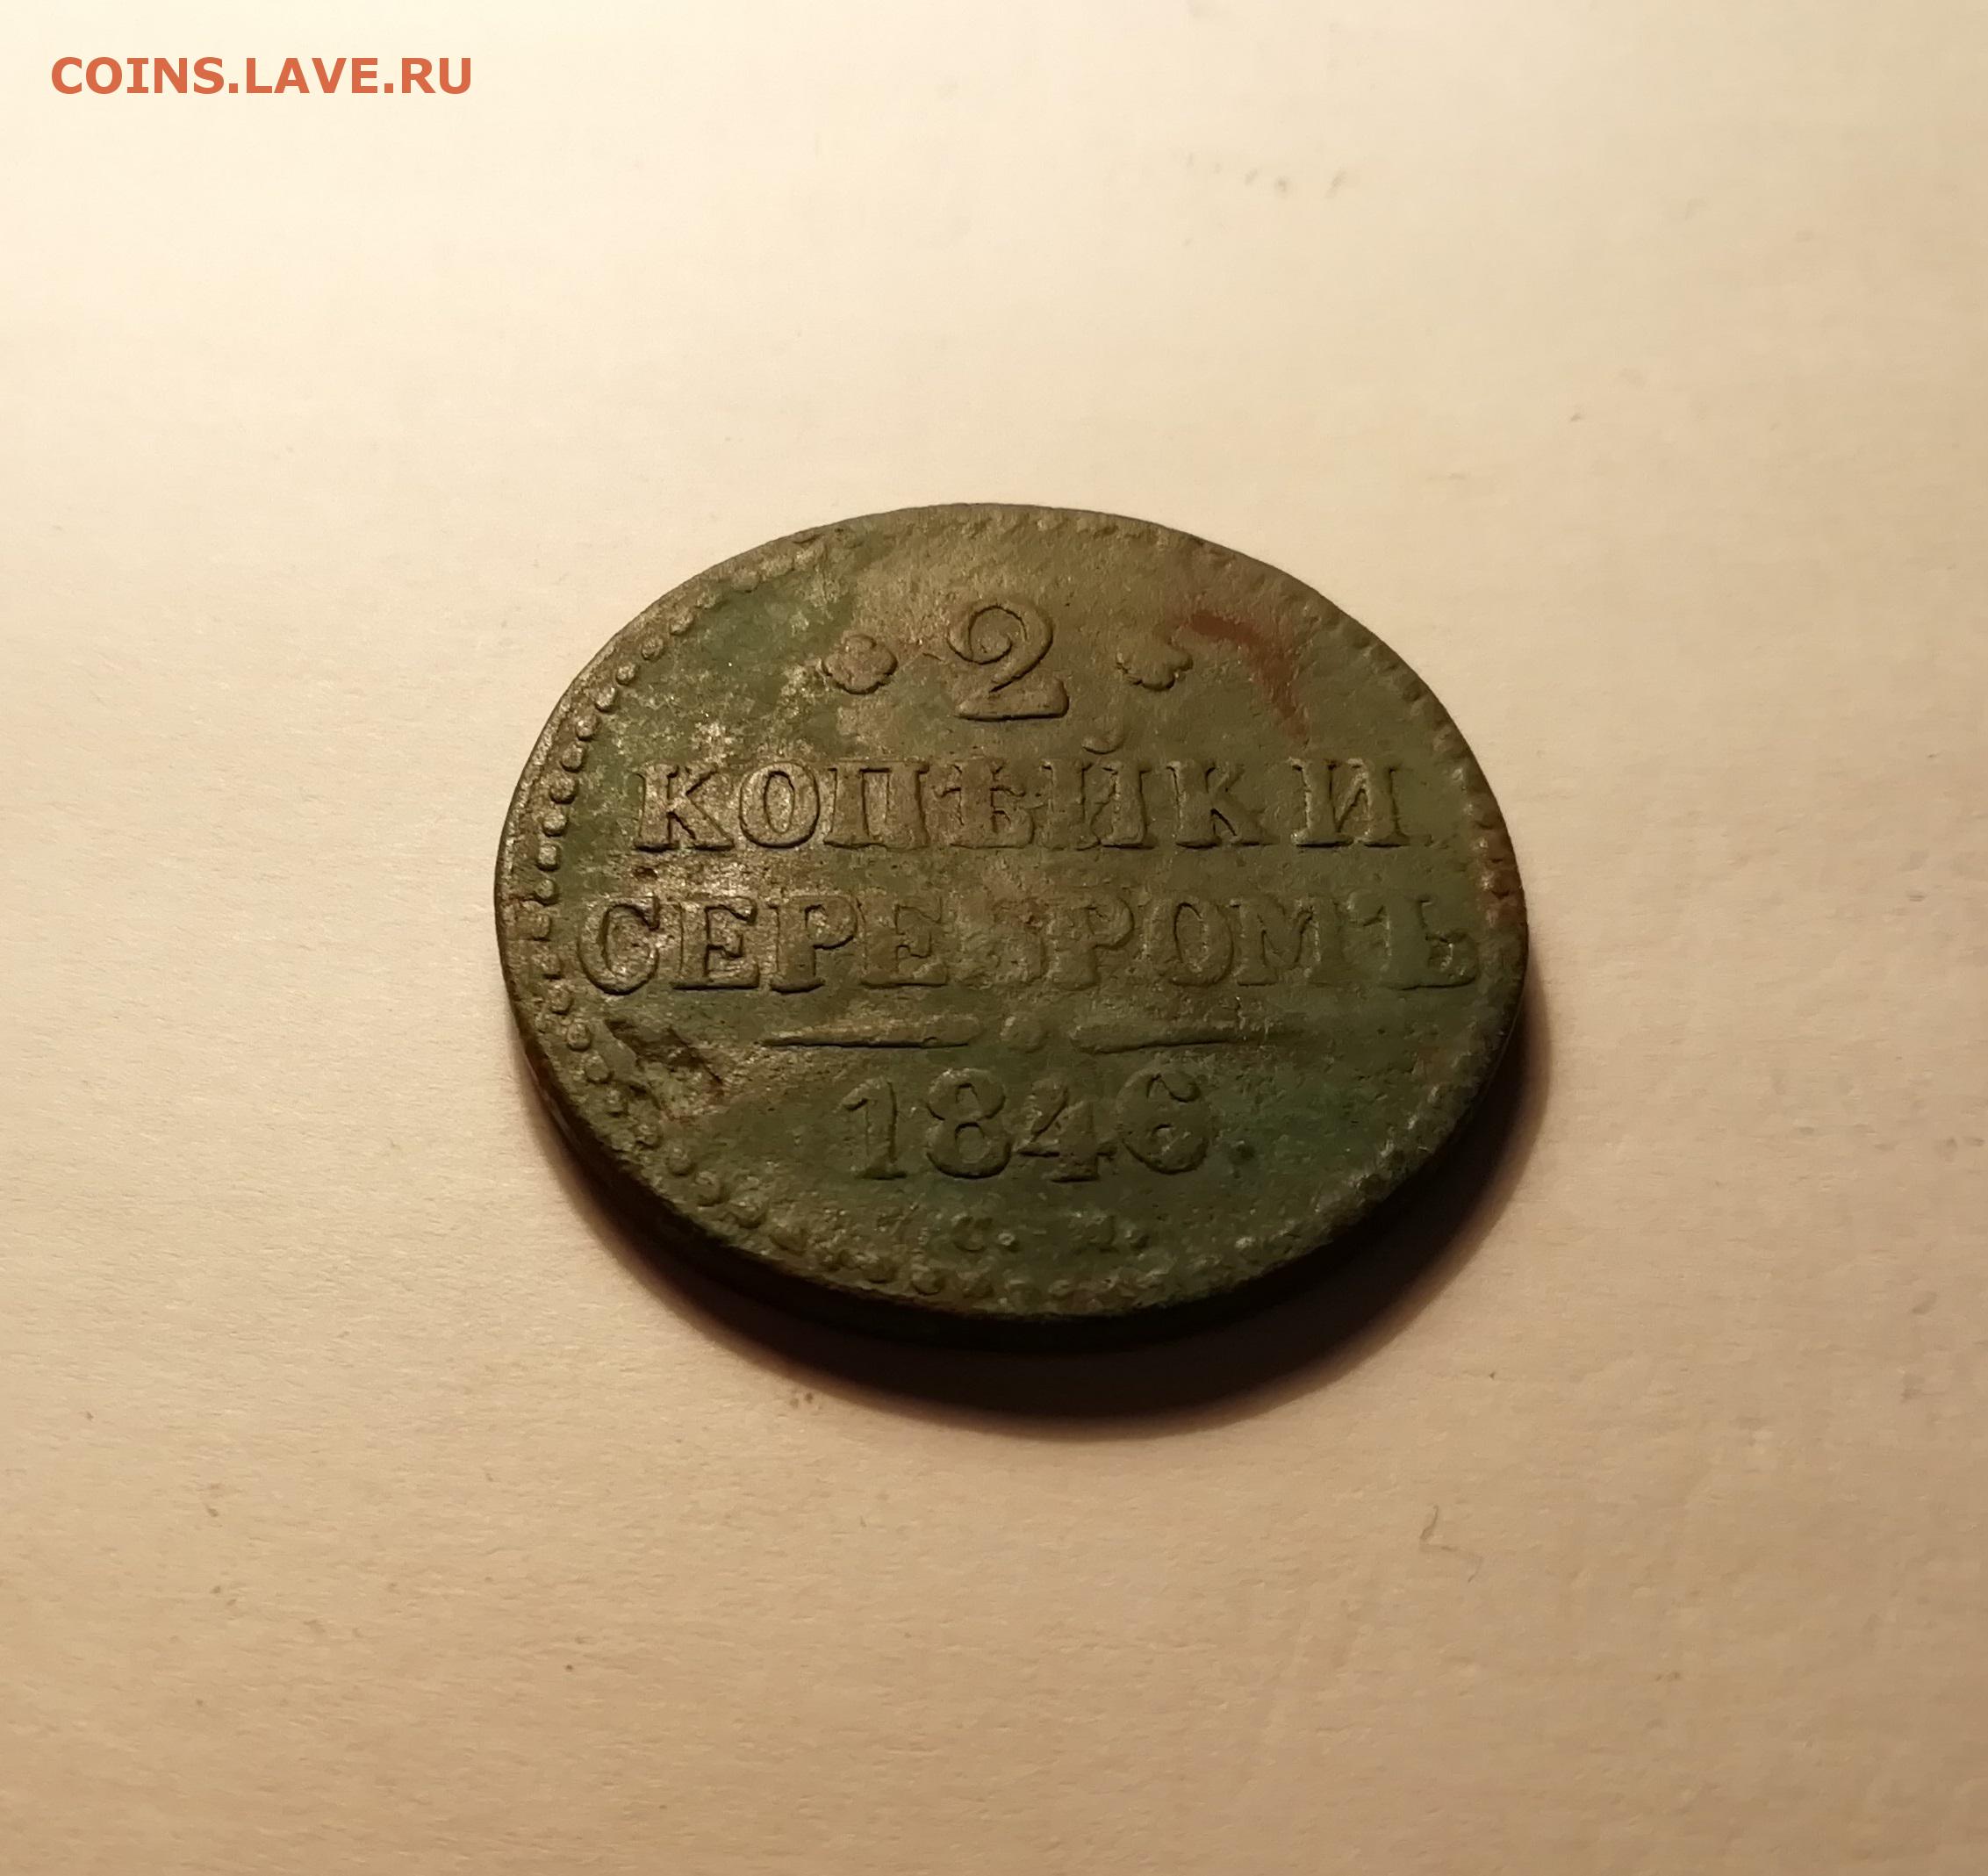 COINS.LAVE.RU
2
КОПѢЙКИ
СЕРЕБРОМЪ
1846.
С. М.